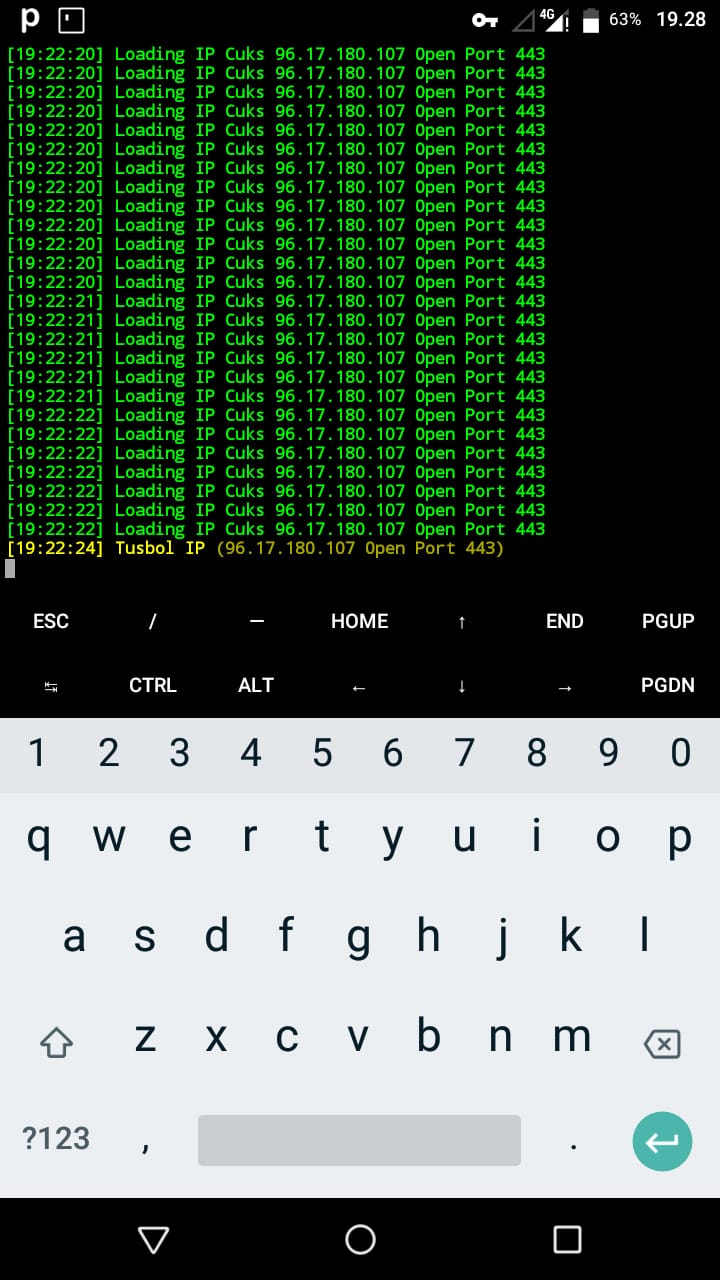 p 4G 63% 19.28
[19:22:20] Loading IP Cuks 96.17.180.107 Open Port 443
[19:22:20] Loading IP Cuks 96.17.180.107 Open Port 443
[19:22:20] Loading IP Cuks 96.17.180.107 Open Port 443
[19:22:20] Loading IP Cuks 96.17.180.107 Open Port 443
[19:22:20] Loading IP Cuks 96.17.180.107 Open Port 443
[19:22:20] Loading IP Cuks 96.17.180.107 Open Port 443
[19:22:20] Loading IP Cuks 96.17.180.107 Open Port 443
[19:22:20] Loading IP Cuks 96.17.180.107 Open Port 443
[19:22:20] Loading IP Cuks 96.17.180.107 Open Port 443
[19:22:20] Loading IP Cuks 96.17.180.107 Open Port 443
[19:22:20] Loading IP Cuks 96.17.180.107 Open Port 443
[19:22:20] Loading IP Cuks 96.17.180.107 Open Port 443
[19:22:20] Loading IP Cuks 96.17.180.107 Open Port 443
[19:22:21] Loading IP Cuks 96.17.180.107 Open Port 443
[19:22:21] Loading IP Cuks 96.17.180.107 Open Port 443
[19:22:21] Loading IP Cuks 96.17.180.107 Open Port 443
[19:22:21] Loading IP Cuks 96.17.180.107 Open Port 443
[19:22:21] Loading IP Cuks 96.17.180.107 Open Port 443
[19:22:21] Loading IP Cuks 96.17.180.107 Open Port 443
[19:22:22] Loading IP Cuks 96.17.180.107 Open Port 443
[19:22:22] Loading IP Cuks 96.17.180.107 Open Port 443
[19:22:22] Loading IP Cuks 96.17.180.107 Open Port 443
[19:22:22] Loading IP Cuks 96.17.180.107 Open Port 443
[19:22:22] Loading IP Cuks 96.17.180.107 Open Port 443
[19:22:22] Loading IP Cuks 96.17.180.107 Open Port 443
[19:22:22] Loading IP Cuks 96.17.180.107 Open Port 443
[19:22:24] Tusbol IP (96.17.180.107 Open Port 443)
ESC / — HOME ↑ END PGUP
↹ CTRL ALT ← ↓ → PGDN
1 2 3 4 5 6 7 8 9 0
q w e r t y u i o p
a s d f g h j k l
z x c v b n m
?123 , .